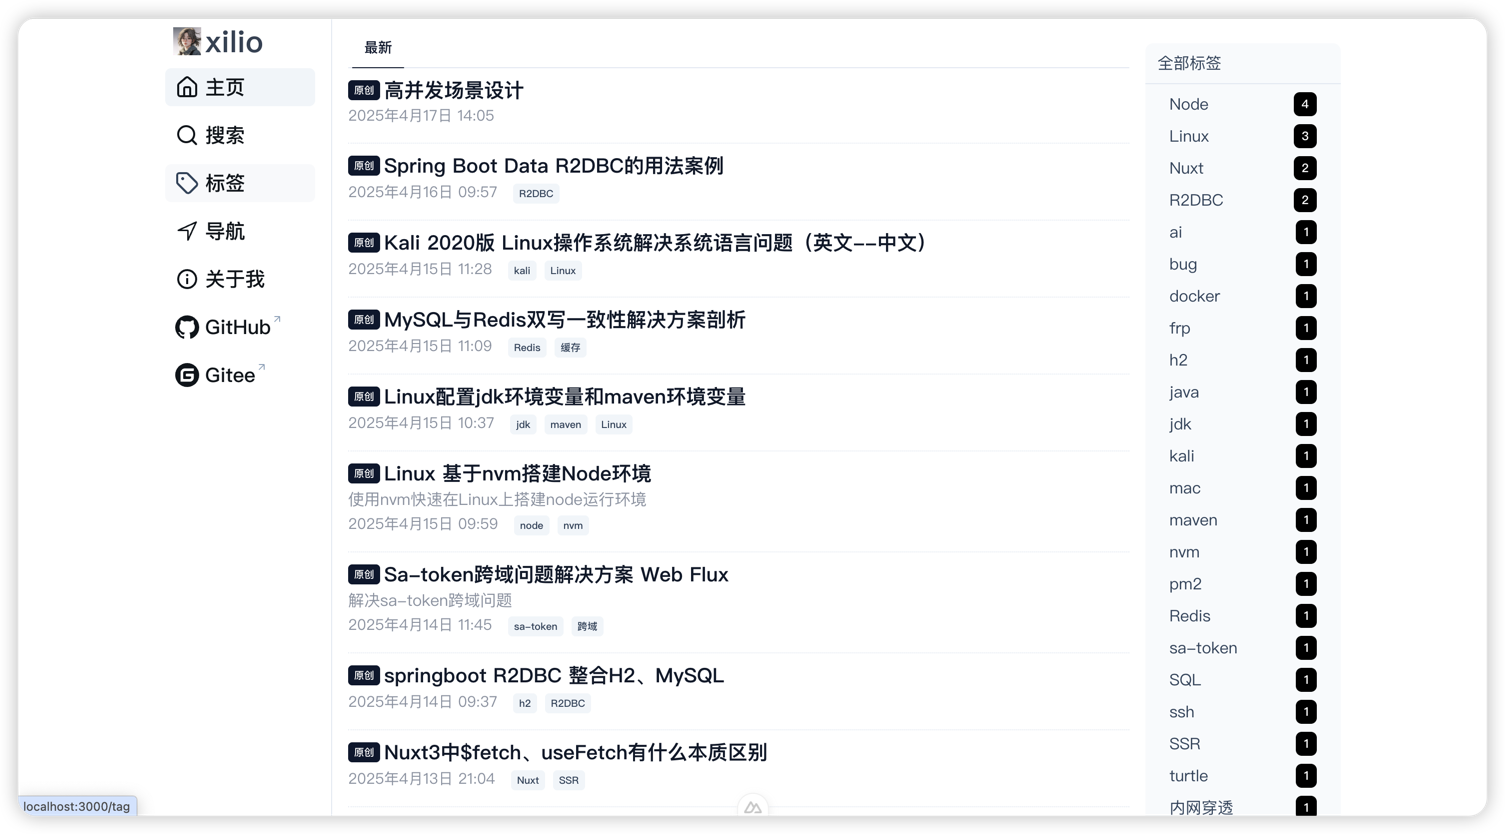 xilio
主页
搜索
标签
导航
关于我
GitHub
Gitee
最新
原创 高并发场景设计
2025年4月17日 14:05
原创 Spring Boot Data R2DBC的用法案例
2025年4月16日 09:57 R2DBC
原创 Kali 2020版 Linux操作系统解决系统语言问题（英文--中文）
2025年4月15日 11:28 kali Linux
原创 MySQL与Redis双写一致性解决方案剖析
2025年4月15日 11:09 Redis 缓存
原创 Linux配置jdk环境变量和maven环境变量
2025年4月15日 10:37 jdk maven Linux
原创 Linux 基于nvm搭建Node环境
使用nvm快速在Linux上搭建node运行环境
2025年4月15日 09:59 node nvm
原创 Sa-token跨域问题解决方案 Web Flux
解决sa-token跨域问题
2025年4月14日 11:45 sa-token 跨域
原创 springboot R2DBC 整合H2、MySQL
2025年4月14日 09:37 h2 R2DBC
原创 Nuxt3中$fetch、useFetch有什么本质区别
2025年4月13日 21:04 Nuxt SSR
全部标签
Node 4
Linux 3
Nuxt 2
R2DBC 2
ai 1
bug 1
docker 1
frp 1
h2 1
java 1
jdk 1
kali 1
mac 1
maven 1
nvm 1
pm2 1
Redis 1
sa-token 1
SQL 1
ssh 1
SSR 1
turtle 1
内网穿透 1
localhost:3000/tag